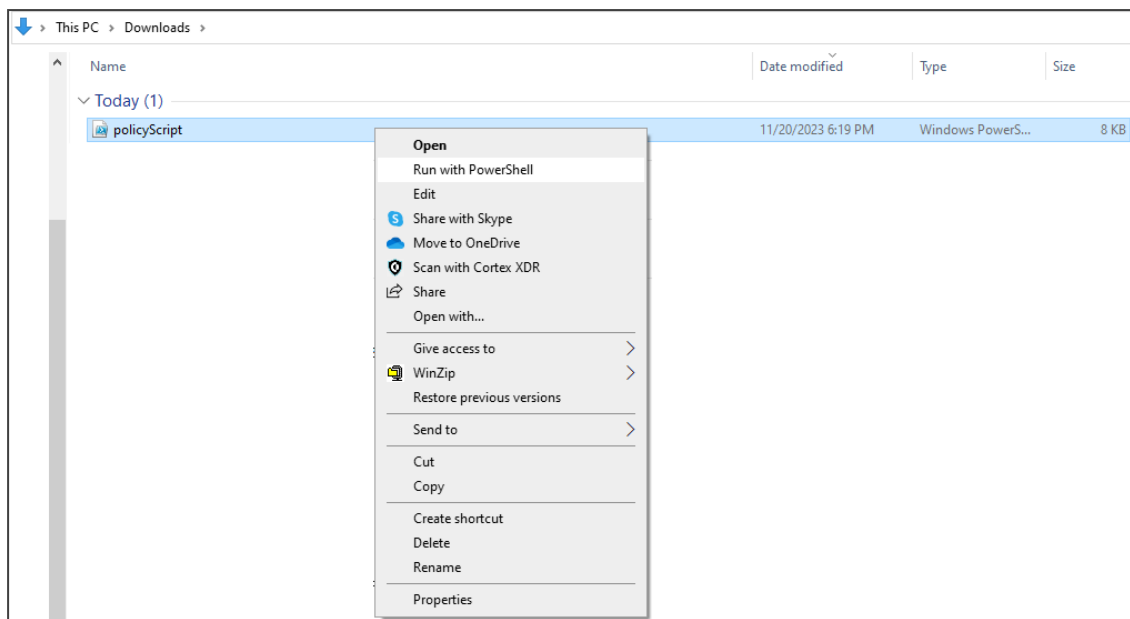 This PC > Downloads >
Name Date modified Type Size
Today (1)
policyScript 11/20/2023 6:19 PM Windows PowerS... 8 KB
Open
Run with PowerShell
Edit
Share with Skype
Move to OneDrive
Scan with Cortex XDR
Share
Open with...
Give access to
WinZip
Restore previous versions
Send to
Cut
Copy
Create shortcut
Delete
Rename
Properties